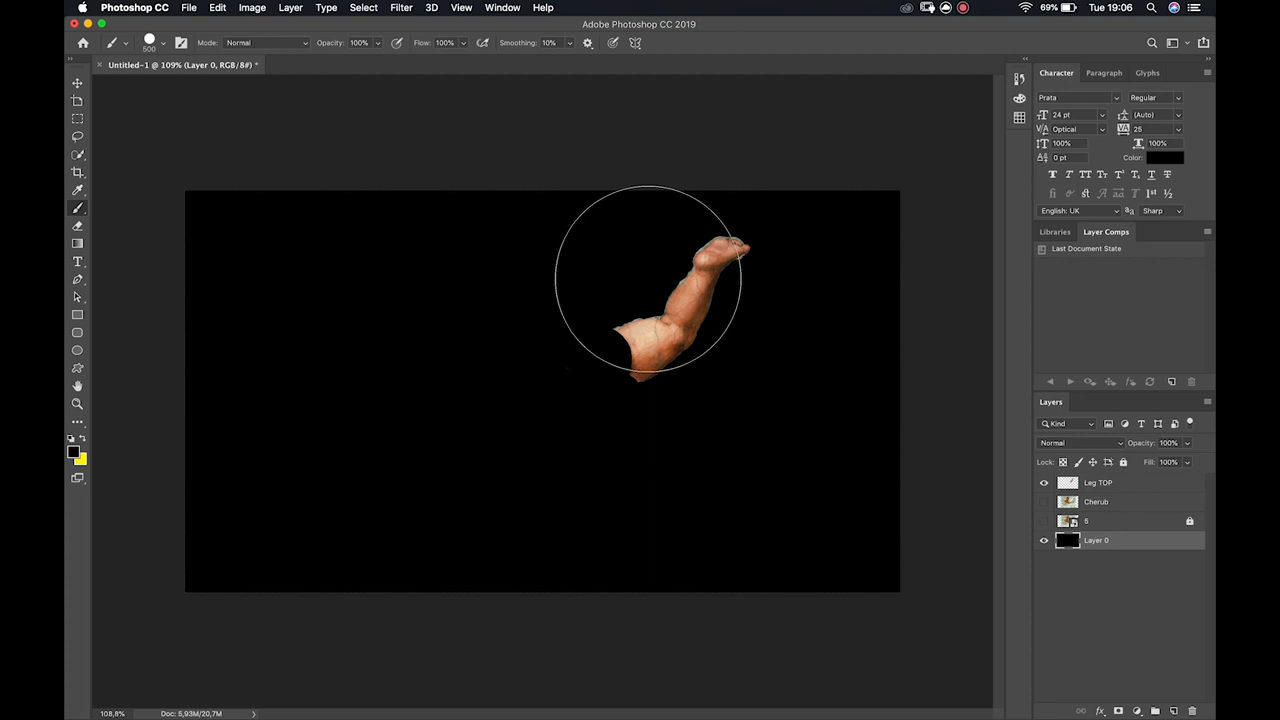 Photoshop CC File Edit Image Layer Type Select Filter 3D View Window Help 69% Tue 19:06
Adobe Photoshop CC 2019
500 Mode: Normal Opacity: 100% Flow: 100% Smoothing: 10%
Untitled-1 @ 109% (Layer 0, RGB/8#) *
Character Paragraph Glyphs
Prata Regular
24 pt (Auto)
Optical 25
100% 100%
0 pt Color:
English: UK Sharp
Libraries Layer Comps
Last Document State
Layers
Kind
Normal Opacity: 100%
Lock: Fill: 100%
Leg TOP
Cherub
5
Layer 0
108,8% Doc: 5,93M/20,7M